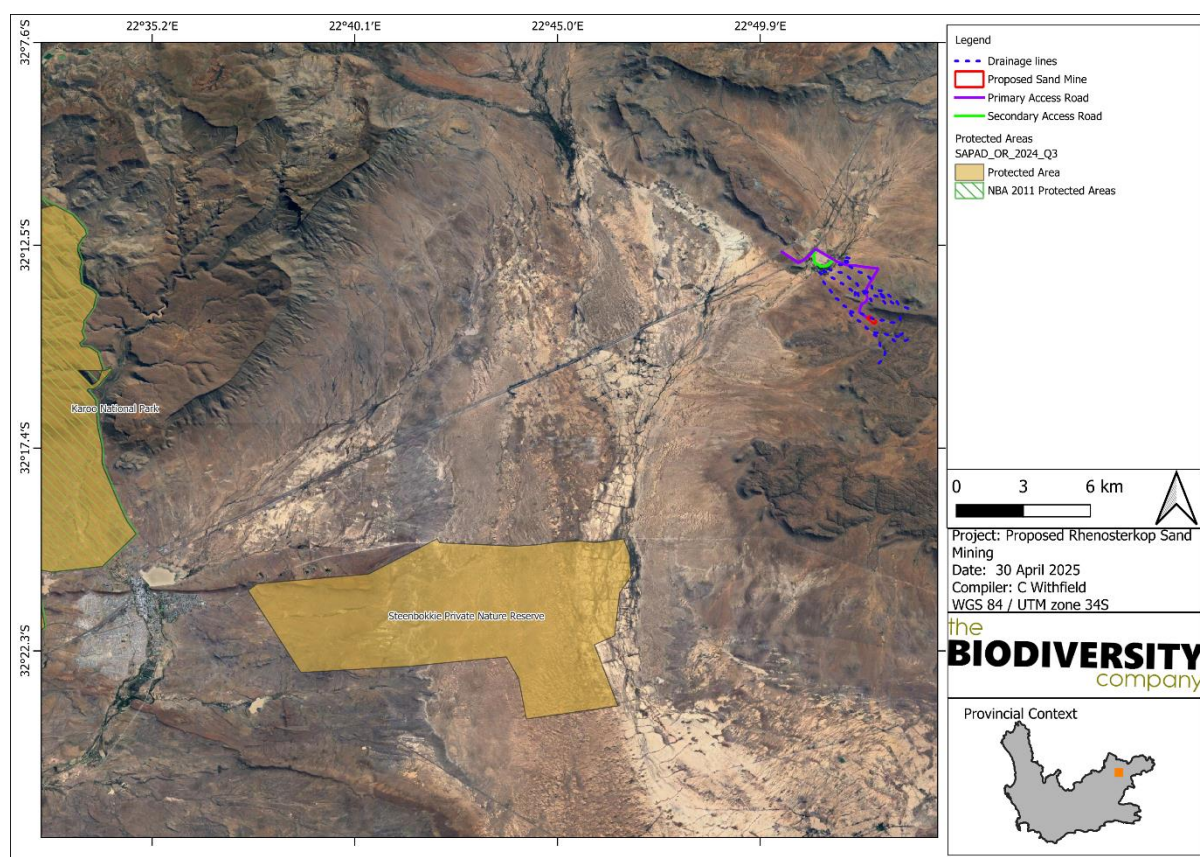 22°35.2'E
22°40.1'E
22°45.0'E
22°49.9'E
32°7.6'S
32°12.5'S
32°17.4'S
32°22.3'S
Karoo National Park
Steenbokkie Private Nature Reserve
Legend
Drainage lines
Proposed Sand Mine
Primary Access Road
Secondary Access Road
Protected Areas
SAPAD_OR_2024_Q3
Protected Area
NBA 2011 Protected Areas
0 3 6 km
Project: Proposed Rhenosterkop Sand
Mining
Date: 30 April 2025
Compiler: C Withfield
WGS 84 / UTM zone 34S
the
BIODIVERSITY
company
Provincial Context